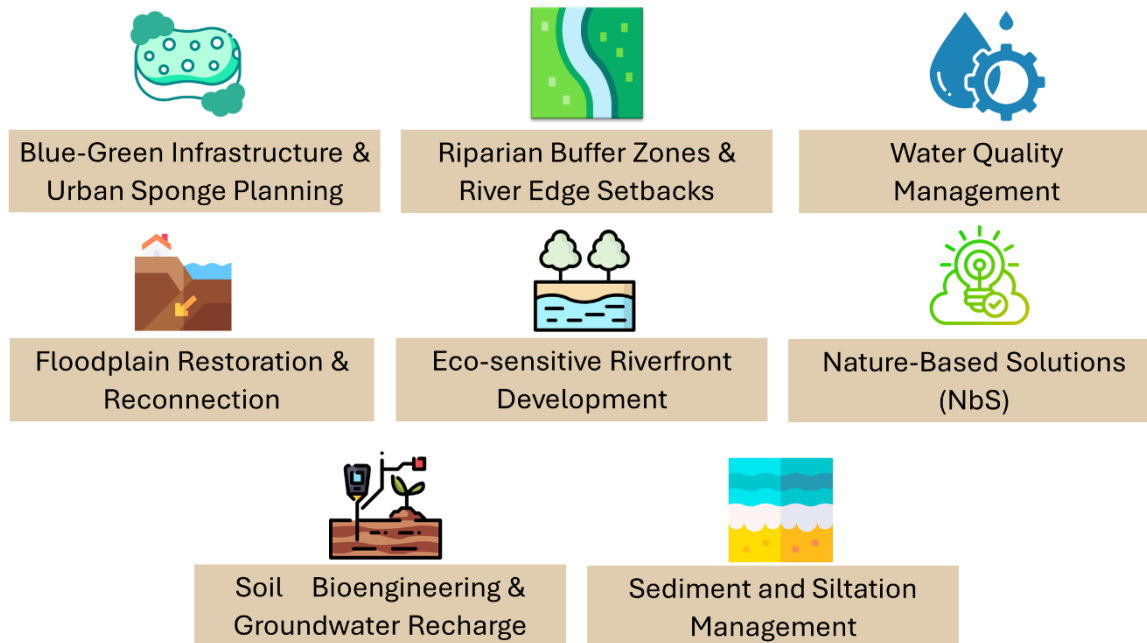 Blue-Green Infrastructure &
Urban Sponge Planning
Riparian Buffer Zones &
River Edge Setbacks
Water Quality
Management
Floodplain Restoration &
Reconnection
Eco-sensitive Riverfront
Development
Nature-Based Solutions
(NbS)
Soil Bioengineering &
Groundwater Recharge
Sediment and Siltation
Management